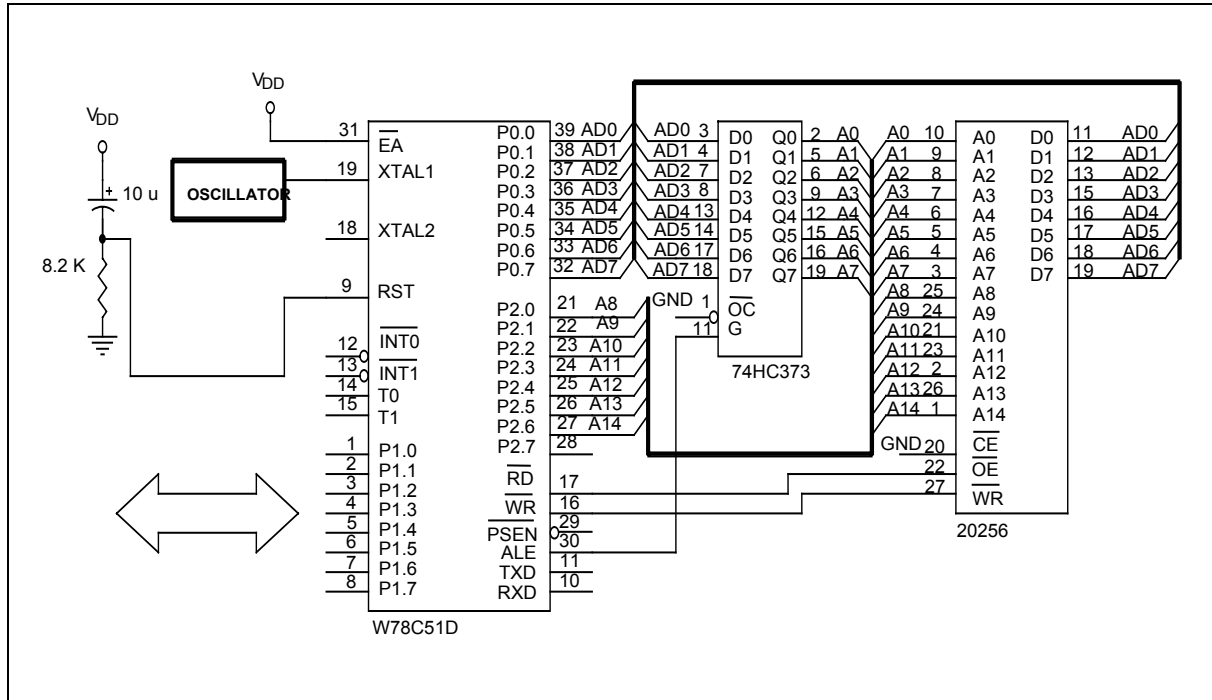 VDD
VDD
10 u
8.2 K
OSCILLATOR
31 EA
19 XTAL1
18 XTAL2
9 RST
12 INT0
13 INT1
14 T0
15 T1
1 P1.0
2 P1.1
3 P1.2
4 P1.3
5 P1.4
6 P1.5
7 P1.6
8 P1.7
P0.0 39 AD0
P0.1 38 AD1
P0.2 37 AD2
P0.3 36 AD3
P0.4 35 AD4
P0.5 34 AD5
P0.6 33 AD6
P0.7 32 AD7
P2.0 21 A8
P2.1 22 A9
P2.2 23 A10
P2.3 24 A11
P2.4 25 A12
P2.5 26 A13
P2.6 27 A14
P2.7 28
RD 17
WR 16
PSEN 29
ALE 30
TXD 11
RXD 10
W78C51D
AD0 3 D0 Q0 2 A0
AD1 4 D1 Q1 5 A1
AD2 7 D2 Q2 6 A2
AD3 8 D3 Q3 9 A3
AD4 13 D4 Q4 12 A4
AD5 14 D5 Q5 15 A5
AD6 17 D6 Q6 16 A6
AD7 18 D7 Q7 19 A7
GND 1 OC
11 G
74HC373
A0 10 A0 D0 11 AD0
A1 9 A1 D1 12 AD1
A2 8 A2 D2 13 AD2
A3 7 A3 D3 15 AD3
A4 6 A4 D4 16 AD4
A5 5 A5 D5 17 AD5
A6 4 A6 D6 18 AD6
A7 3 A7 D7 19 AD7
A8 25 A8
A9 24 A9
A10 21 A10
A11 23 A11
A12 2 A12
A13 26 A13
A14 1 A14
GND 20 CE
22 OE
27 WR
20256